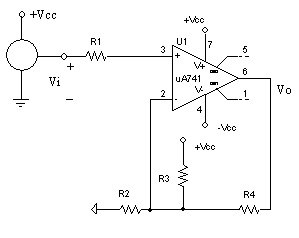 +Vcc
+Vcc
R1
U1
7
5
3
+
V+
6
Vo
+
Vi
uA741
2
-
V-
1
4
-Vcc
+Vcc
R3
R2
R4